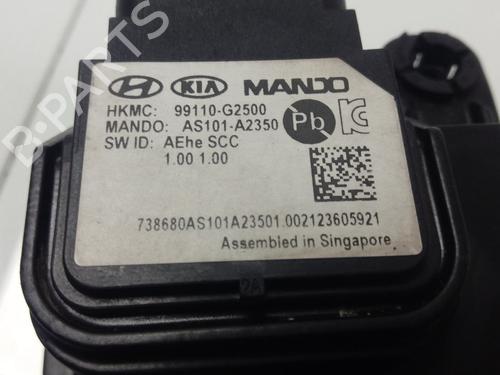 KIA MANDO
HKMC: 99110-G2500
MANDO: AS101-A2350
SW ID: AEhe SCC
1.00 1.00
Pb
738680AS101A23501.002123605921
Assembled in Singapore
B-PARTS